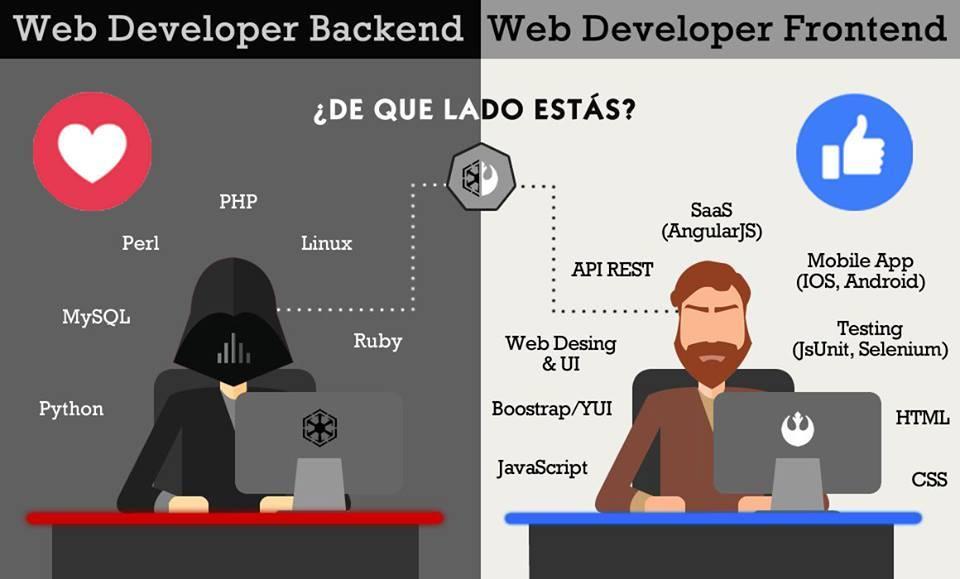 Web Developer Backend
Web Developer Frontend
¿DE QUE LADO ESTÁS?
PHP
Perl
Linux
MySQL
Ruby
Python
SaaS
(AngularJS)
API REST
Mobile App
(IOS, Android)
Web Desing
& UI
Testing
(JsUnit, Selenium)
Boostrap/YUI
HTML
JavaScript
CSS